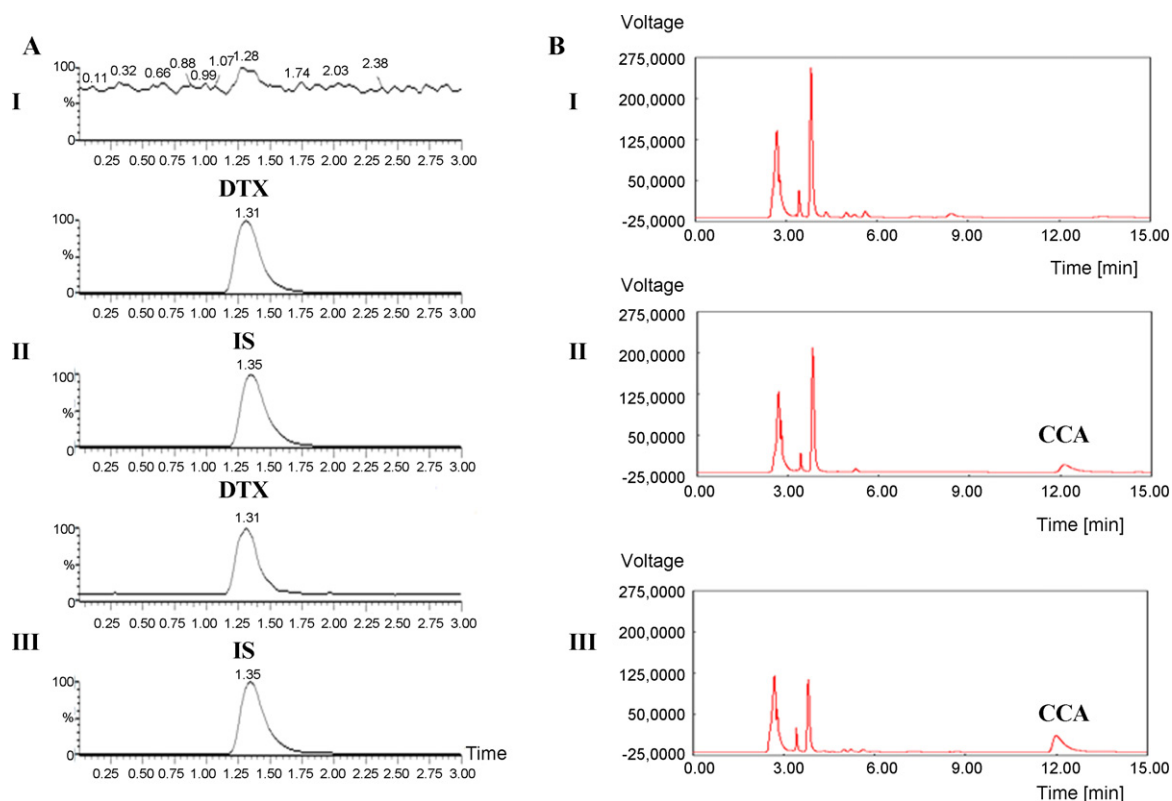 A
0.11 0.32 0.66 0.88 0.99 1.07 1.28 1.74 2.03 2.38
100
%
0
I
0.25 0.50 0.75 1.00 1.25 1.50 1.75 2.00 2.25 2.50 2.75 3.00
DTX
1.31
100
%
0
0.25 0.50 0.75 1.00 1.25 1.50 1.75 2.00 2.25 2.50 2.75 3.00
II
IS
1.35
100
%
0
0.25 0.50 0.75 1.00 1.25 1.50 1.75 2.00 2.25 2.50 2.75 3.00
DTX
1.31
100
%
0
0.25 0.50 0.75 1.00 1.25 1.50 1.75 2.00 2.25 2.50 2.75 3.00
III
IS
1.35
100
%
0
Time
0.25 0.50 0.75 1.00 1.25 1.50 1.75 2.00 2.25 2.50 2.75 3.00
B
Voltage
I
275,0000
200,0000
125,0000
50,0000
-25,0000
0.00 3.00 6.00 9.00 12.00 15.00
Time [min]
Voltage
II
275,0000
200,0000
125,0000
50,0000
-25,0000
CCA
0.00 3.00 6.00 9.00 12.00 15.00
Time [min]
Voltage
III
275,0000
200,0000
125,0000
50,0000
-25,0000
CCA
0.00 3.00 6.00 9.00 12.00 15.00
Time [min]